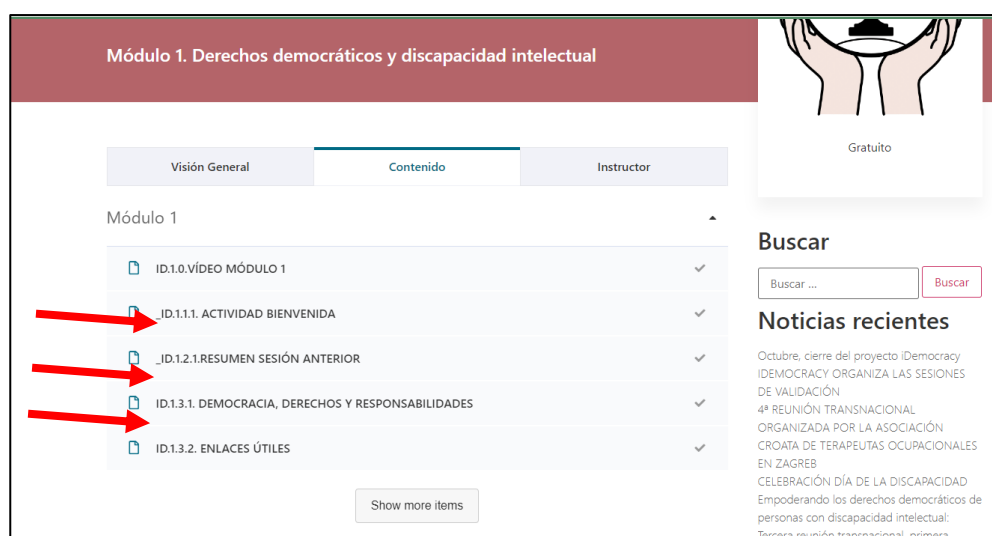 Módulo 1. Derechos democráticos y discapacidad intelectual
Gratuito
Visión General
Contenido
Instructor
Módulo 1
ID.1.0.VÍDEO MÓDULO 1
_ID.1.1.1. ACTIVIDAD BIENVENIDA
_ID.1.2.1.RESUMEN SESIÓN ANTERIOR
ID.1.3.1. DEMOCRACIA, DERECHOS Y RESPONSABILIDADES
ID.1.3.2. ENLACES ÚTILES
Show more items
Buscar
Buscar ...
Buscar
Noticias recientes
Octubre, cierre del proyecto iDemocracy
IDEMOCRACY ORGANIZA LAS SESIONES
DE VALIDACIÓN
4ª REUNIÓN TRANSNACIONAL
ORGANIZADA POR LA ASOCIACIÓN
CROATA DE TERAPEUTAS OCUPACIONALES
EN ZAGREB
CELEBRACIÓN DÍA DE LA DISCAPACIDAD
Empoderando los derechos democráticos de
personas con discapacidad intelectual:
Tercera reunión transnacional, primera